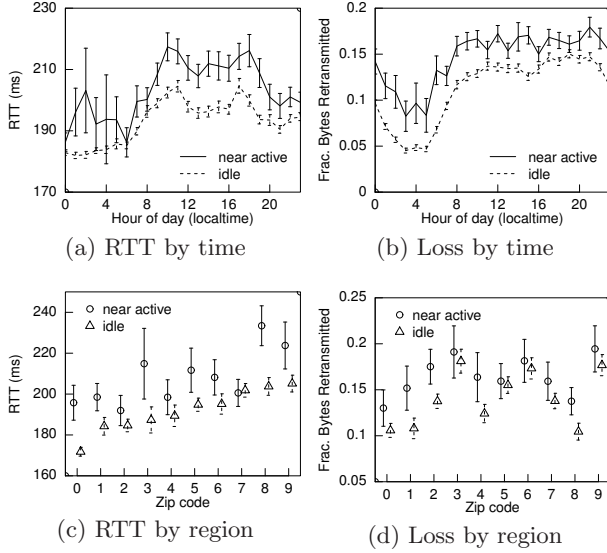 230
210
190
170
RTT (ms)
near active
idle
0 4 8 12 16 20
Hour of day (localtime)
(a) RTT by time
0.2
0.15
0.1
0.05
0
Frac. Bytes Retransmitted
near active
idle
0 4 8 12 16 20
Hour of day (localtime)
(b) Loss by time
240
220
200
180
160
RTT (ms)
near active
idle
0 1 2 3 4 5 6 7 8 9
Zip code
(c) RTT by region
0.25
0.2
0.15
0.1
0.05
Frac. Bytes Retransmitted
near active
idle
0 1 2 3 4 5 6 7 8 9
Zip code
(d) Loss by region